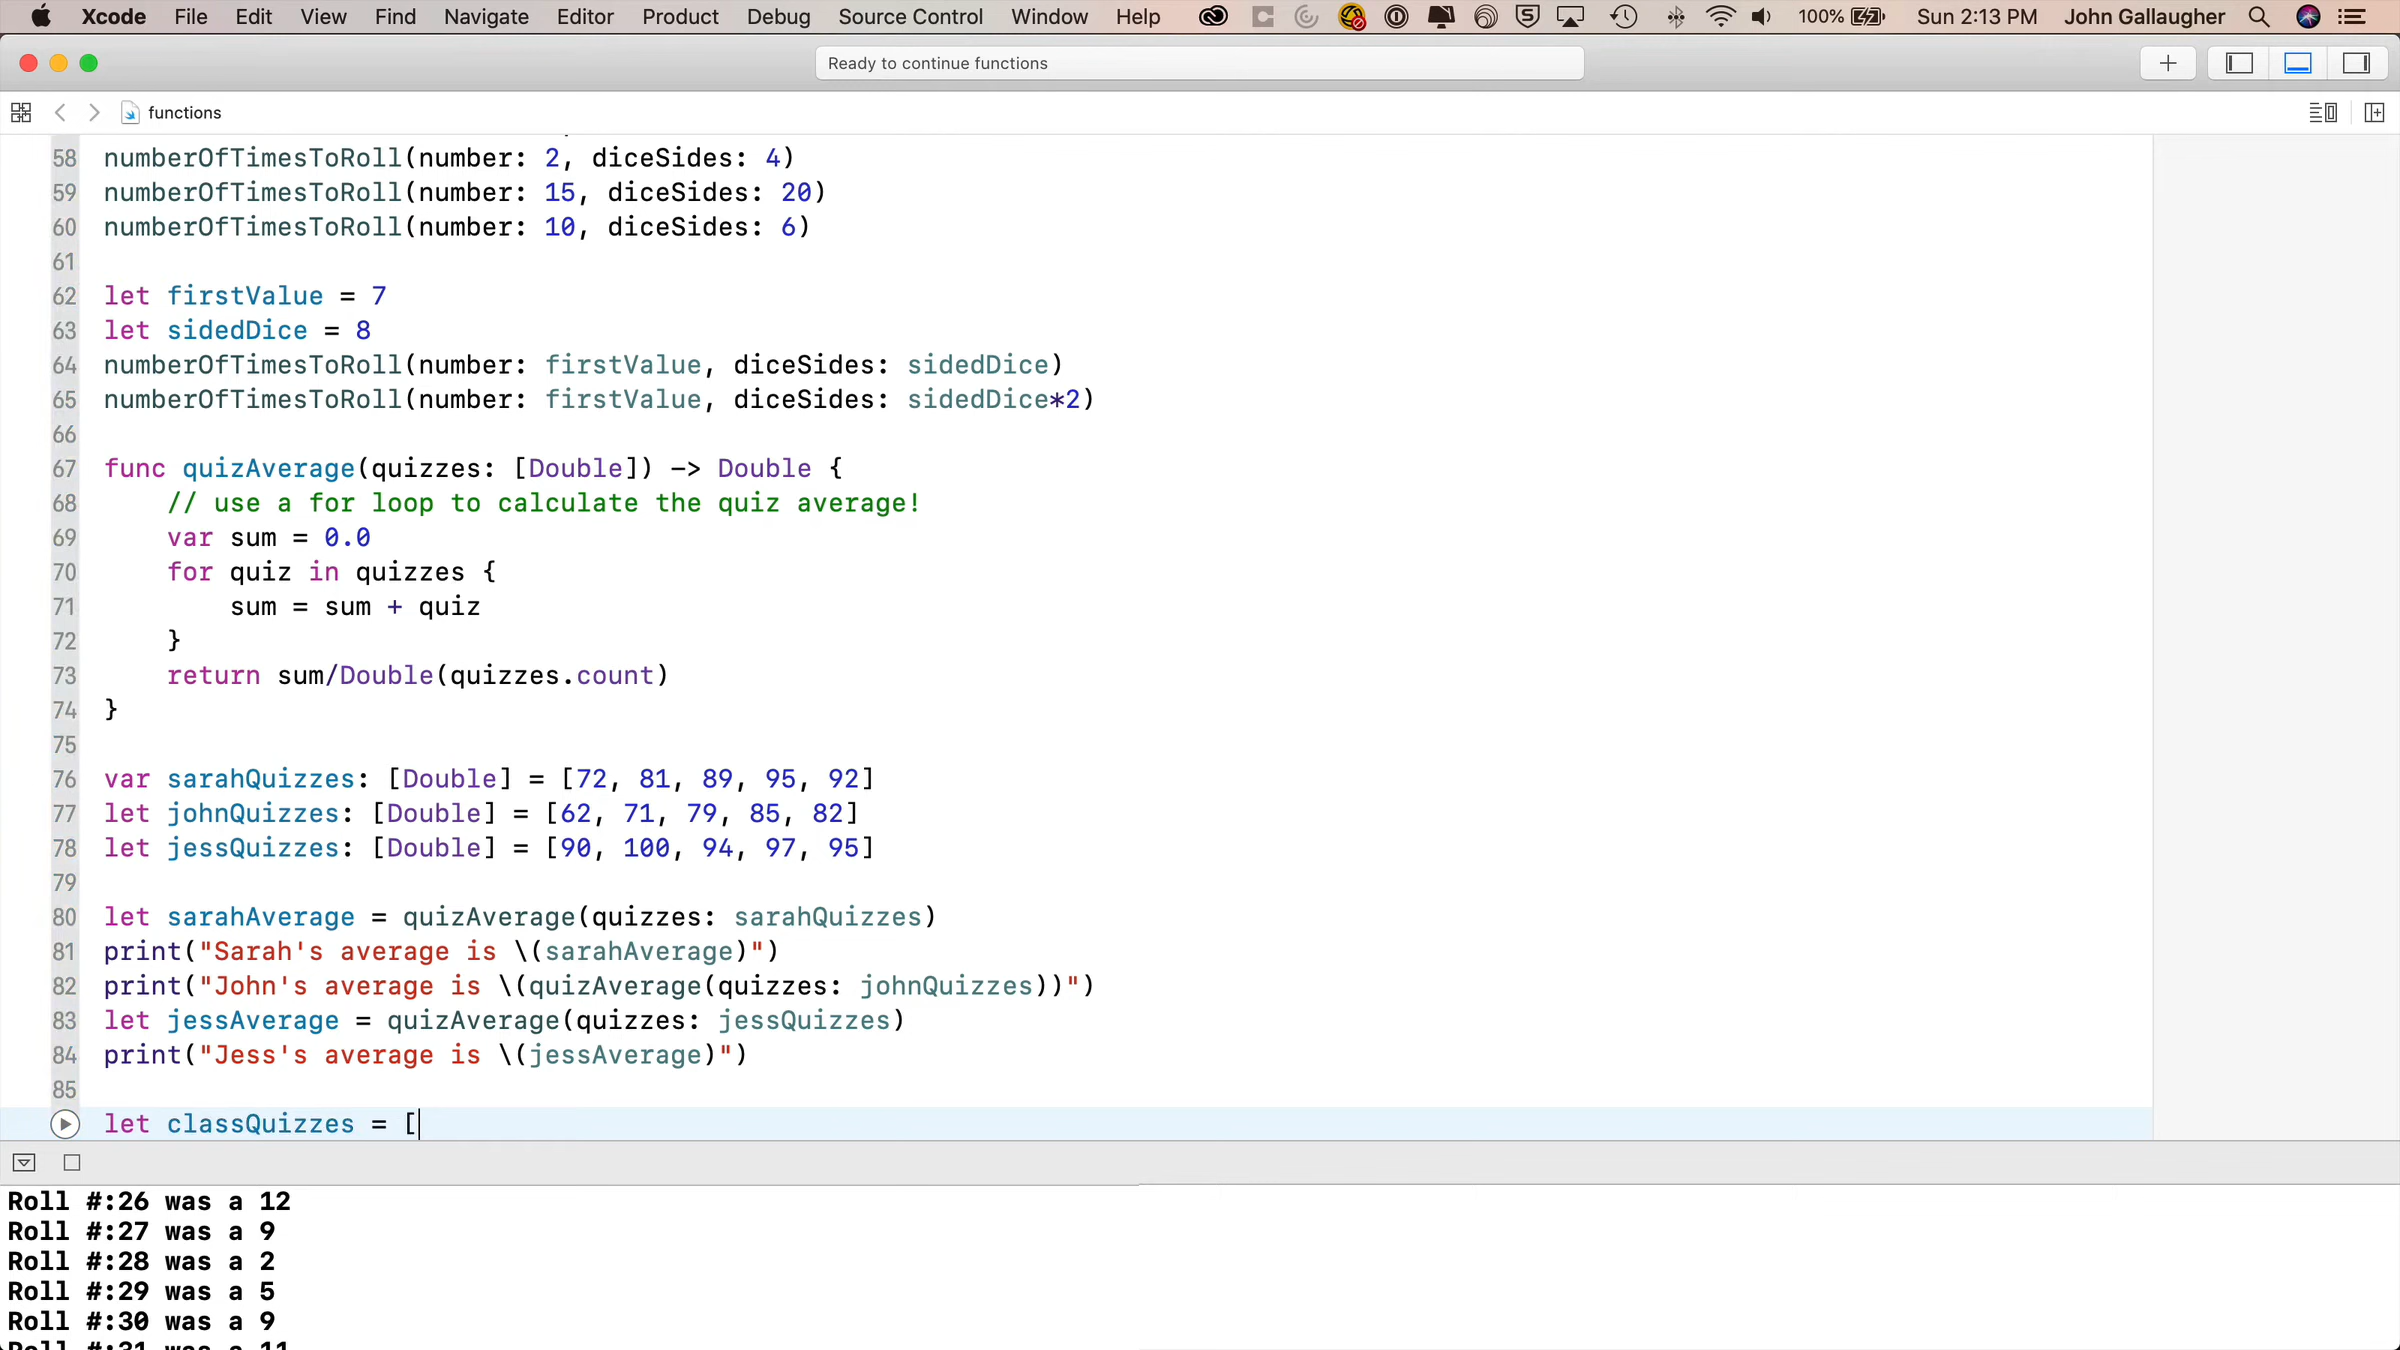 Xcode File Edit View Find Navigate Editor Product Debug Source Control Window Help 100% Sun 2:13 PM John Gallaugher
Ready to continue functions
functions
58 numberOfTimesToRoll(number: 2, diceSides: 4)
59 numberOfTimesToRoll(number: 15, diceSides: 20)
60 numberOfTimesToRoll(number: 10, diceSides: 6)
61
62 let firstValue = 7
63 let sidedDice = 8
64 numberOfTimesToRoll(number: firstValue, diceSides: sidedDice)
65 numberOfTimesToRoll(number: firstValue, diceSides: sidedDice*2)
66
67 func quizAverage(quizzes: [Double]) -> Double {
68 // use a for loop to calculate the quiz average!
69 var sum = 0.0
70 for quiz in quizzes {
71 sum = sum + quiz
72 }
73 return sum/Double(quizzes.count)
74 }
75
76 var sarahQuizzes: [Double] = [72, 81, 89, 95, 92]
77 let johnQuizzes: [Double] = [62, 71, 79, 85, 82]
78 let jessQuizzes: [Double] = [90, 100, 94, 97, 95]
79
80 let sarahAverage = quizAverage(quizzes: sarahQuizzes)
81 print("Sarah's average is \(sarahAverage)")
82 print("John's average is \(quizAverage(quizzes: johnQuizzes))")
83 let jessAverage = quizAverage(quizzes: jessQuizzes)
84 print("Jess's average is \(jessAverage)")
85
let classQuizzes = [
Roll #:26 was a 12
Roll #:27 was a 9
Roll #:28 was a 2
Roll #:29 was a 5
Roll #:30 was a 9
Roll #:31 was a 11